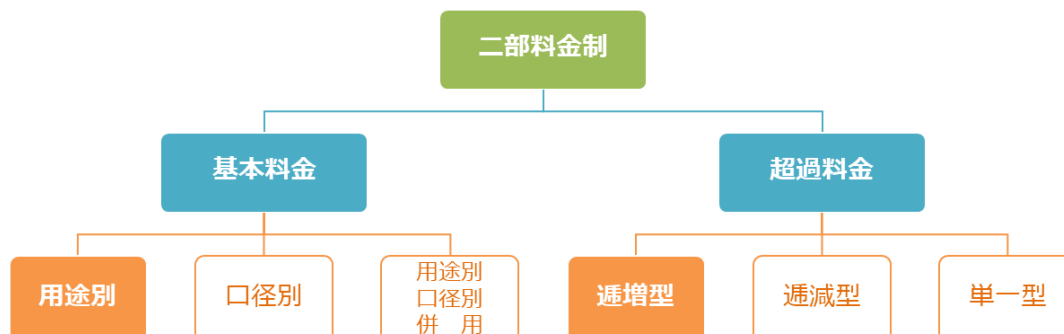 二部料金制
基本料金
超過料金
用途別
口径別
用途別
口径別
併　用
逓増型
逓減型
単一型